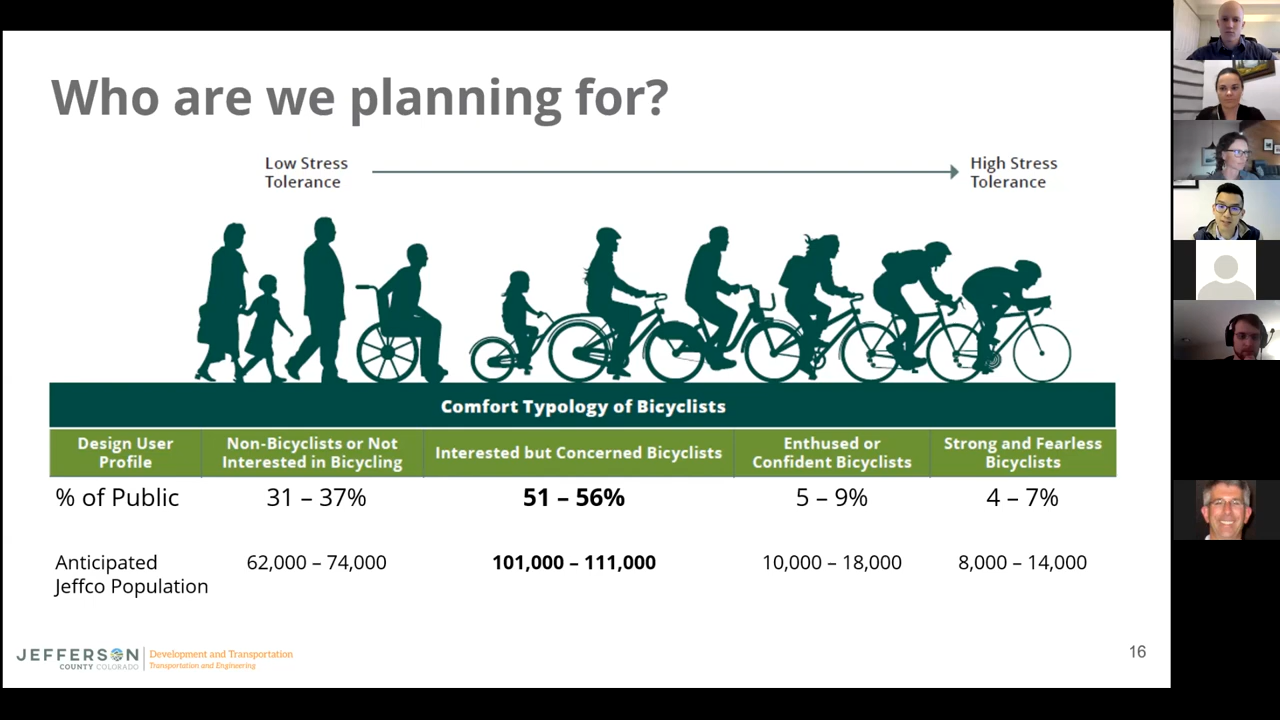 Who are we planning for?
Low Stress
Tolerance
High Stress
Tolerance
Comfort Typology of Bicyclists
Design User
Profile
Non-Bicyclists or Not
Interested in Bicycling
Interested but Concerned Bicyclists
Enthused or
Confident Bicyclists
Strong and Fearless
Bicyclists
% of Public
31 – 37%
51 – 56%
5 – 9%
4 – 7%
Anticipated
Jeffco Population
62,000 – 74,000
101,000 – 111,000
10,000 – 18,000
8,000 – 14,000
JEFFERSON
COUNTY COLORADO
Development and Transportation
Transportation and Engineering
16